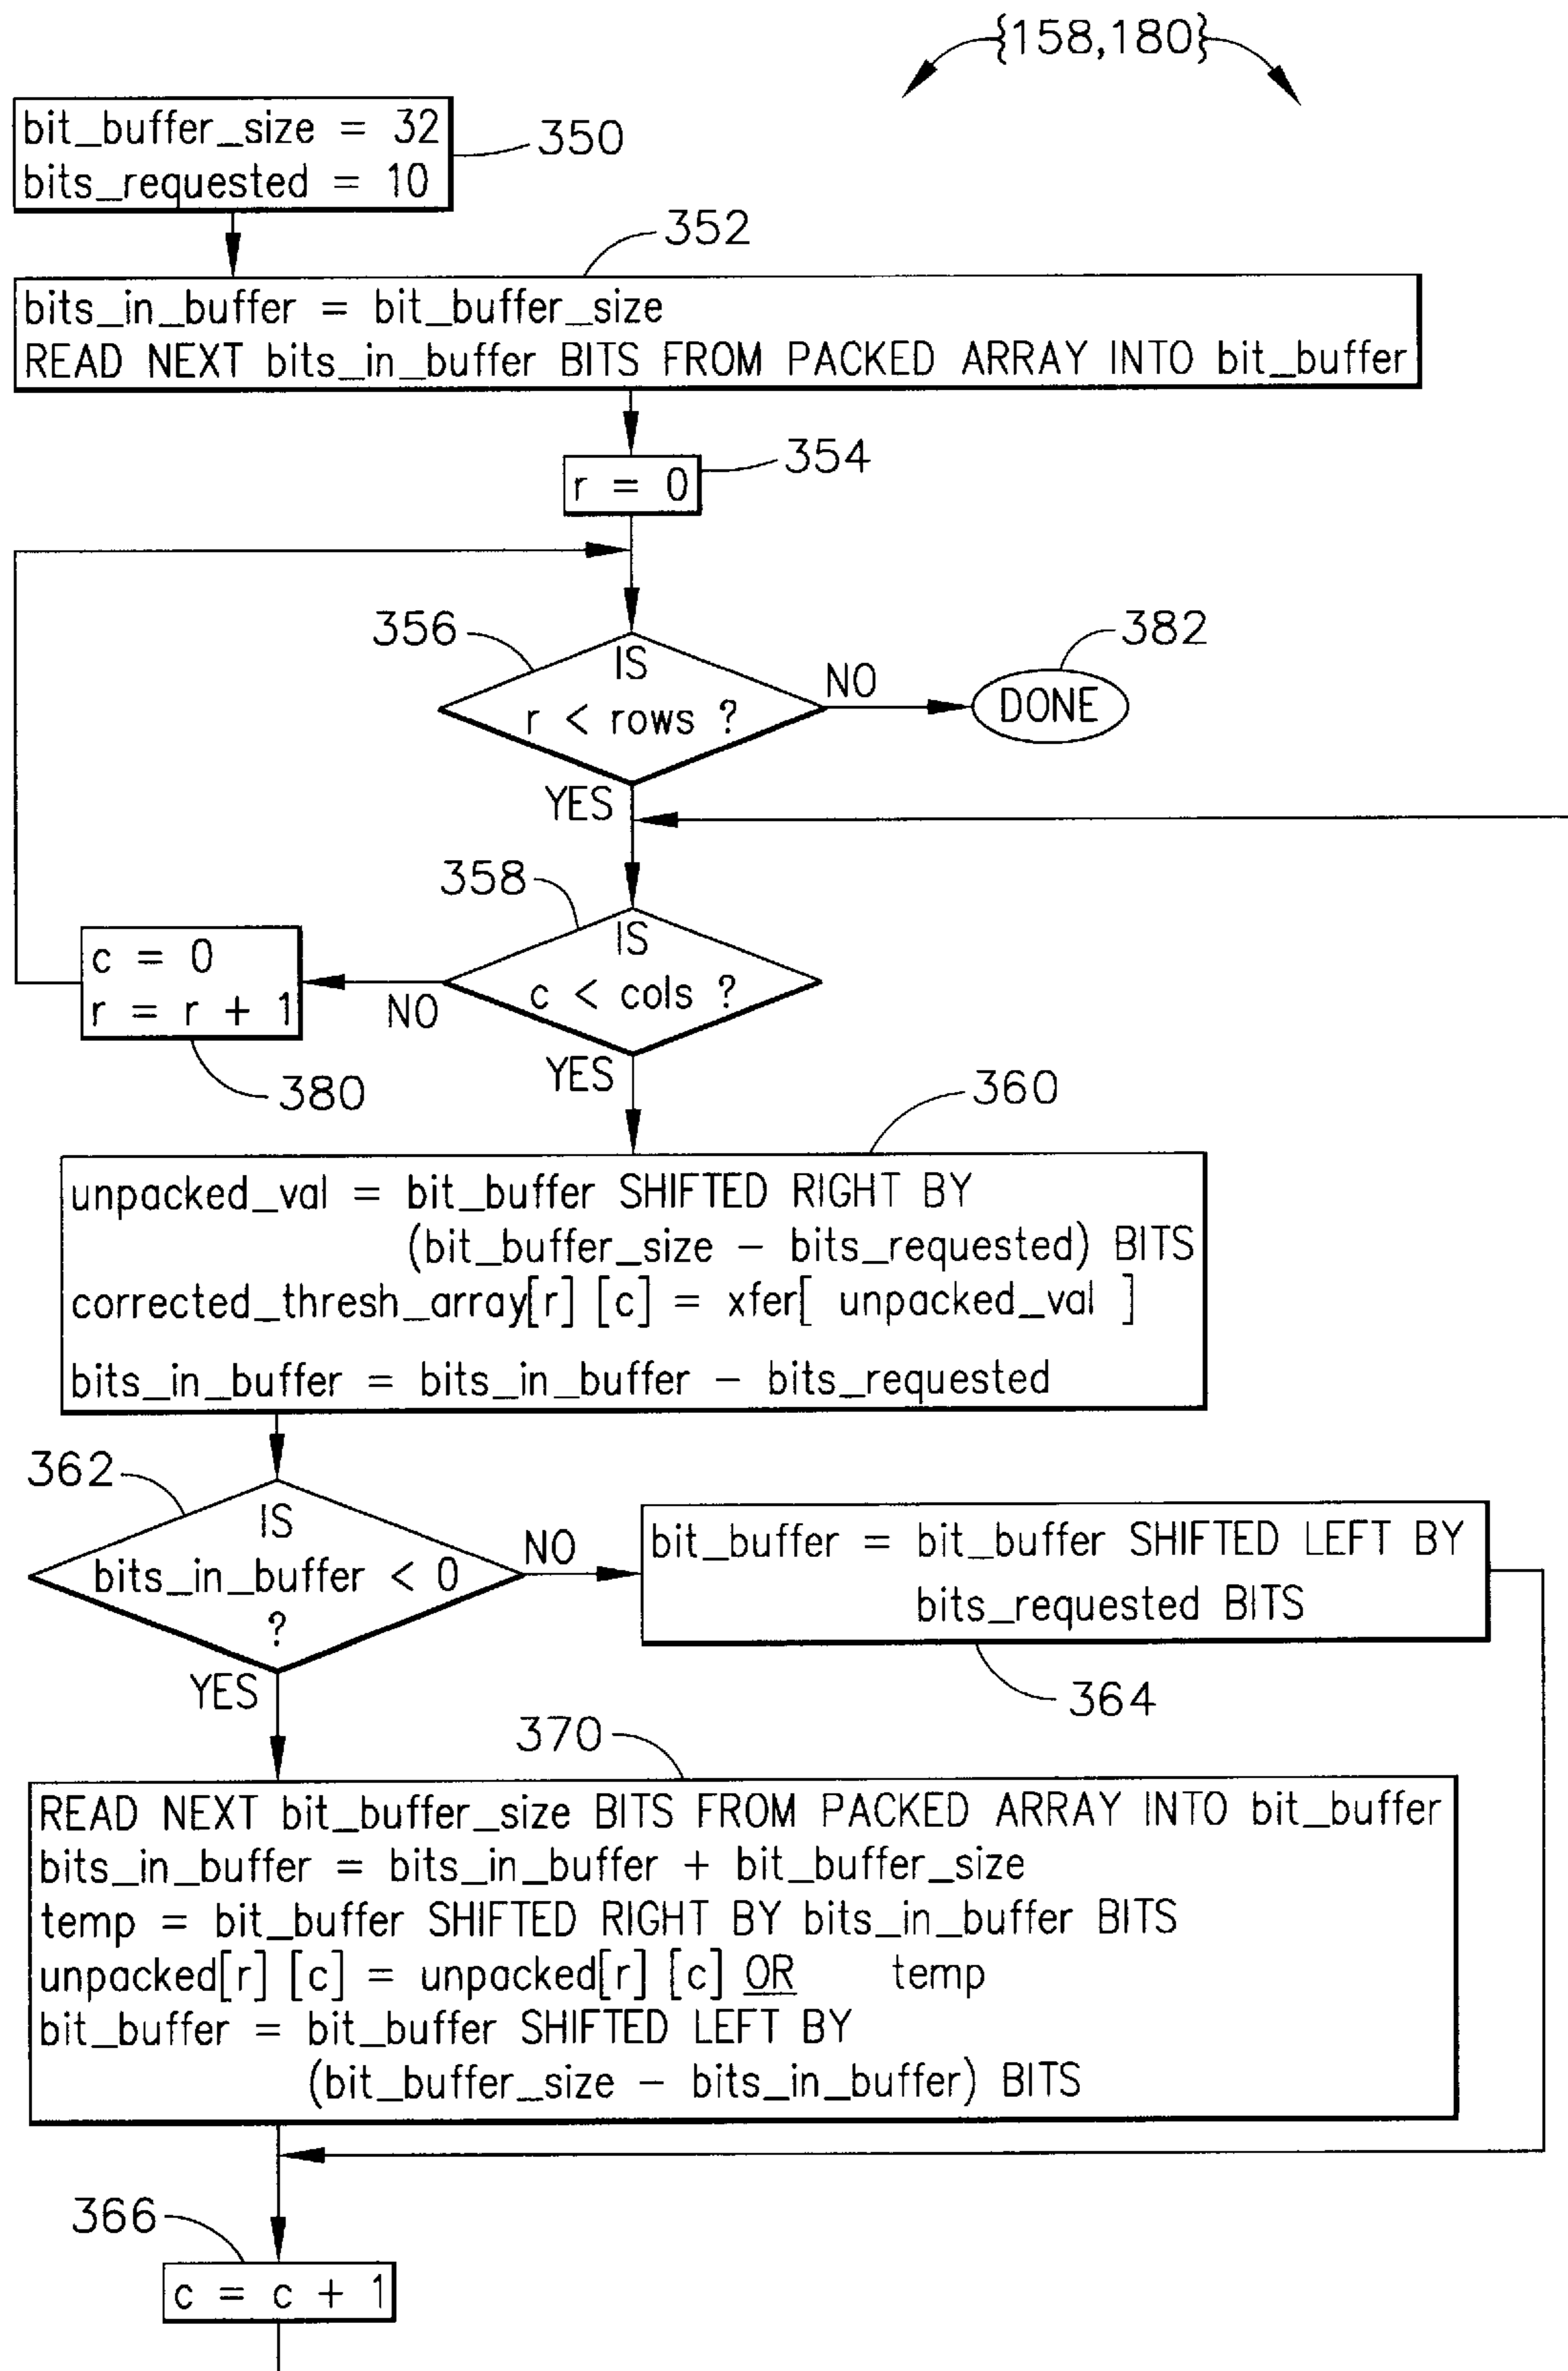 {158,180}
bit_buffer_size = 32
bits_requested = 10
350
352
bits_in_buffer = bit_buffer_size
READ NEXT bits_in_buffer BITS FROM PACKED ARRAY INTO bit_buffer
354
r = 0
356
382
IS
r < rows ?
NO
DONE
YES
358
IS
c < cols ?
c = 0
r = r + 1
NO
380
YES
360
unpacked_val = bit_buffer SHIFTED RIGHT BY
(bit_buffer_size – bits_requested) BITS
corrected_thresh_array[r] [c] = xfer[ unpacked_val ]
bits_in_buffer = bits_in_buffer – bits_requested
362
IS
bits_in_buffer < 0
?
NO
bit_buffer = bit_buffer SHIFTED LEFT BY
bits_requested BITS
YES
364
370
READ NEXT bit_buffer_size BITS FROM PACKED ARRAY INTO bit_buffer
bits_in_buffer = bits_in_buffer + bit_buffer_size
temp = bit_buffer SHIFTED RIGHT BY bits_in_buffer BITS
unpacked[r] [c] = unpacked[r] [c] OR temp
bit_buffer = bit_buffer SHIFTED LEFT BY
(bit_buffer_size – bits_in_buffer) BITS
366
c = c + 1